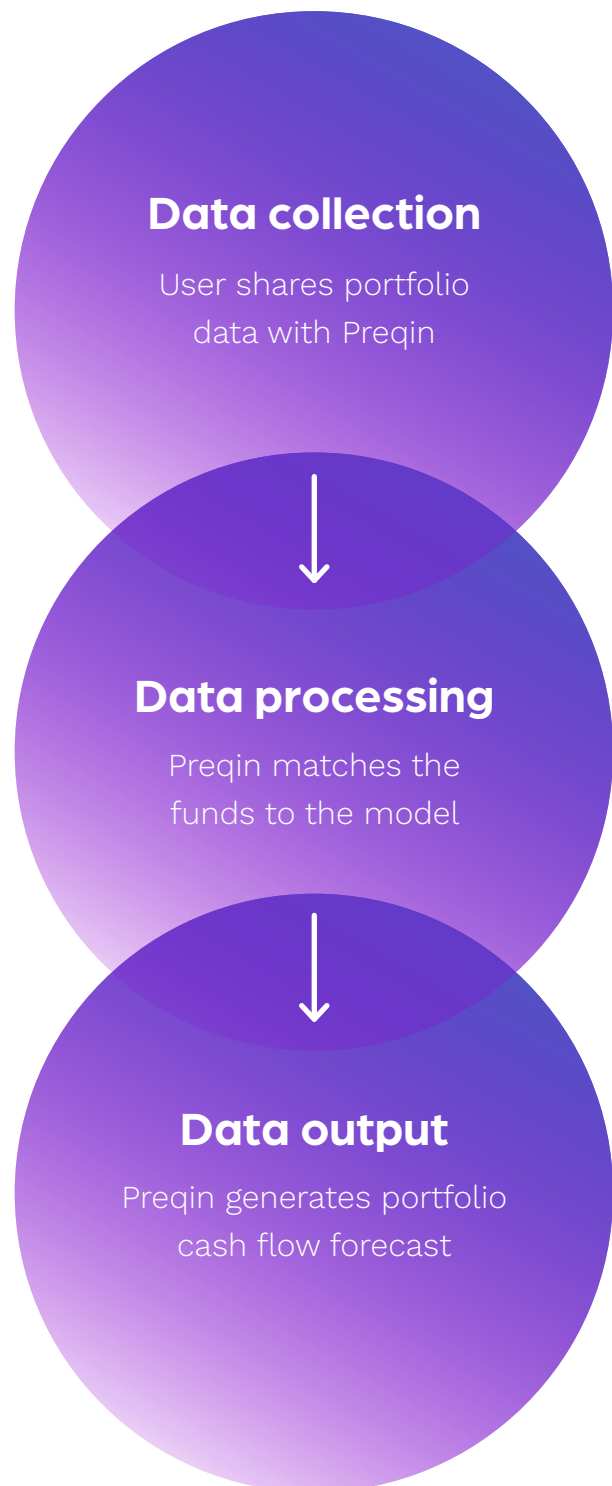 Data collection
User shares portfolio
data with Preqin
Data processing
Preqin matches the
funds to the model
Data output
Preqin generates portfolio
cash flow forecast